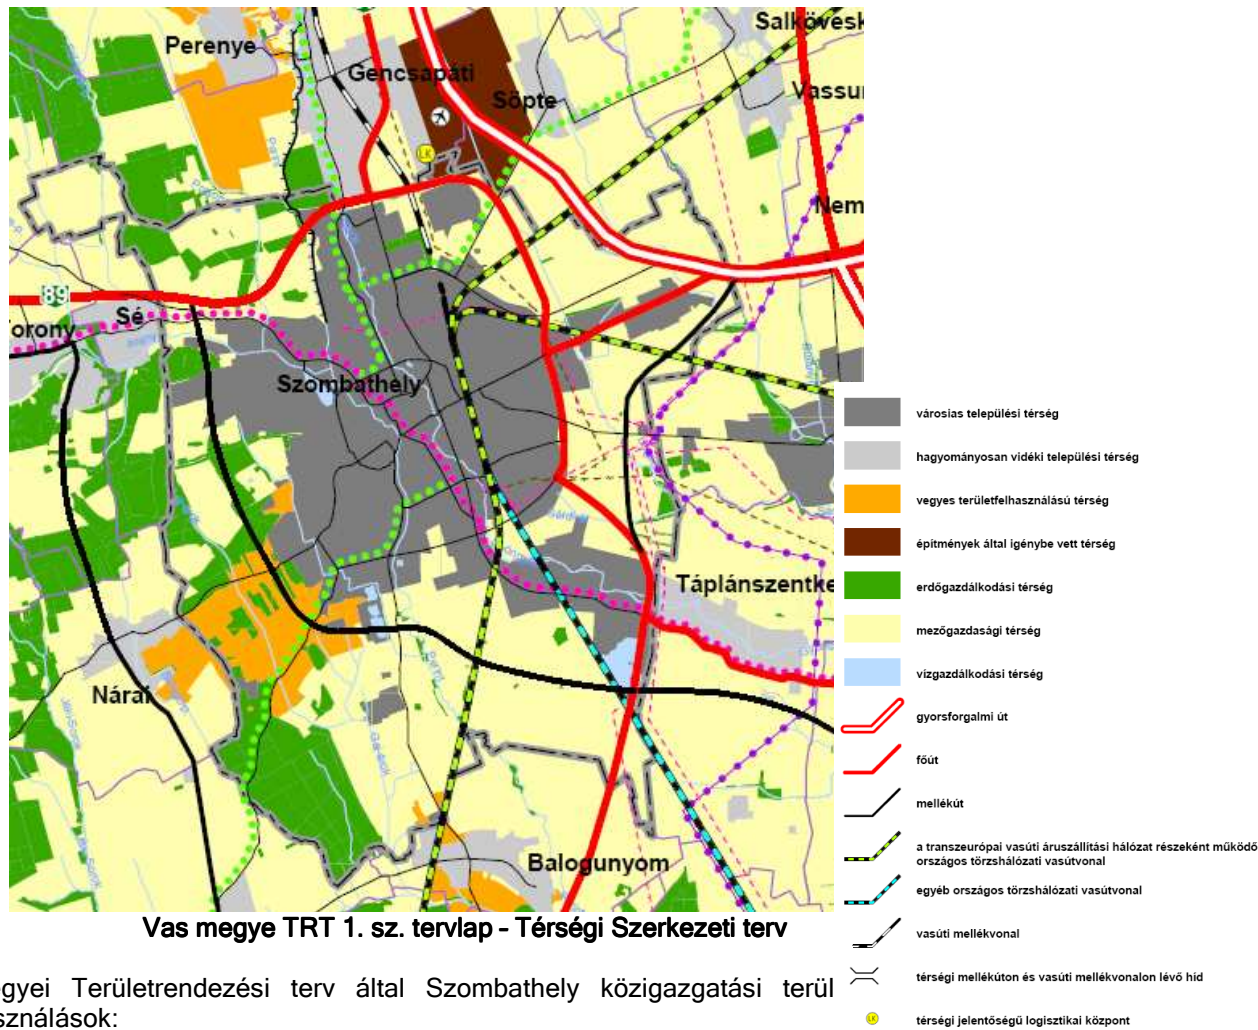 Perenye
Salkövesk
Gencsapáti
Söpte
Vassur
LK
Nem
89
Sé
orony
Szombathely
Táplánszentke
Nárai
Balogunyom
Vas megye TRT 1. sz. tervlap - Térségi Szerkezeti terv
gyei Területrendezési terv által Szombathely közigazgatási terül
sználások:
városias települési térség
hagyományosan vidéki települési térség
vegyes területfelhasználású térség
építmények által igénybe vett térség
erdőgazdálkodási térség
mezőgazdasági térség
vízgazdálkodási térség
gyorsforgalmi út
főút
mellékút
a transzeurópai vasúti áruszállítási hálózat részeként működő
országos törzshálózati vasútvonal
egyéb országos törzshálózati vasútvonal
vasúti mellékvonal
térségi mellékúton és vasúti mellékvonalon lévő híd
LK
térségi jelentőségű logisztikai központ